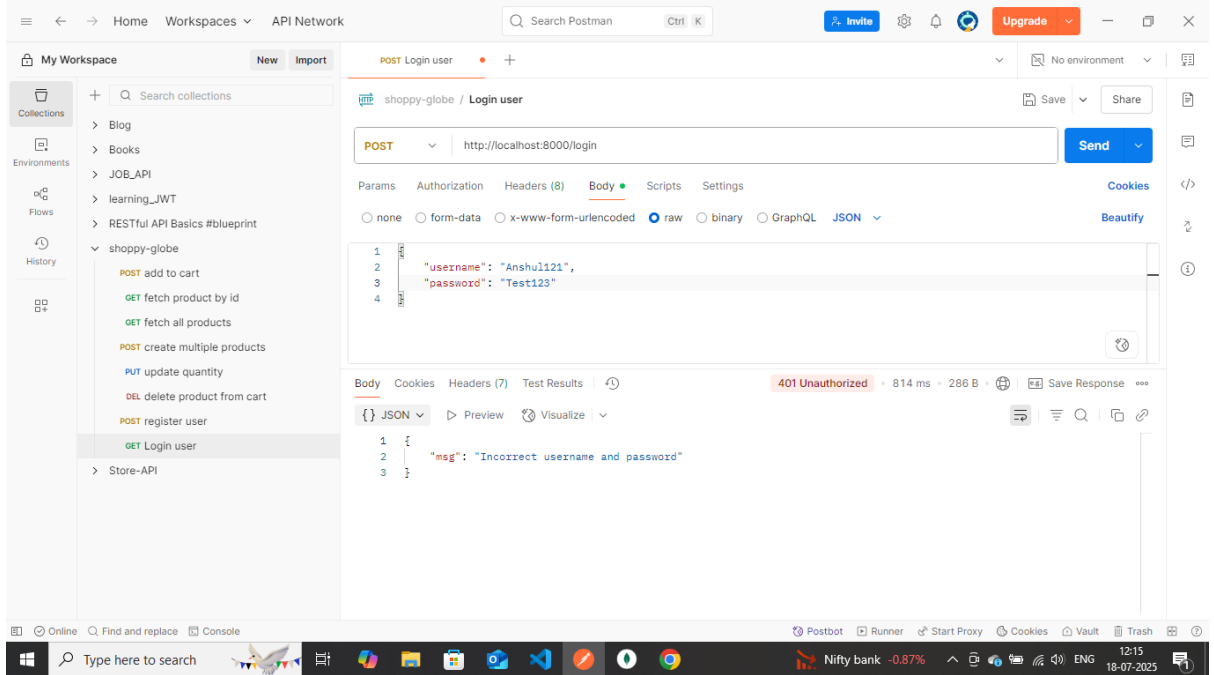 Home Workspaces API Network Search Postman Ctrl K Invite Upgrade
My Workspace New Import POST Login user No environment
Collections
Environments
Flows
History
Search collections
Blog
Books
JOB_API
learning_JWT
RESTful API Basics #blueprint
shoppy-globe
POST add to cart
GET fetch product by id
GET fetch all products
POST create multiple products
PUT update quantity
DEL delete product from cart
POST register user
GET Login user
Store-API
HTTP shoppy-globe / Login user Save Share
POST http://localhost:8000/login Send
Params Authorization Headers (8) Body Scripts Settings Cookies
none form-data x-www-form-urlencoded raw binary GraphQL JSON Beautify
1 {
2 "username": "Anshul121",
3 "password": "Test123"
4 }
Body Cookies Headers (7) Test Results 401 Unauthorized 814 ms 286 B e.g. Save Response
{} JSON Preview Visualize
1 {
2 "msg": "Incorrect username and password"
3 }
Online Find and replace Console Postbot Runner Start Proxy Cookies Vault Trash
Type here to search Nifty bank -0.87% ENG 12:15
18-07-2025 1